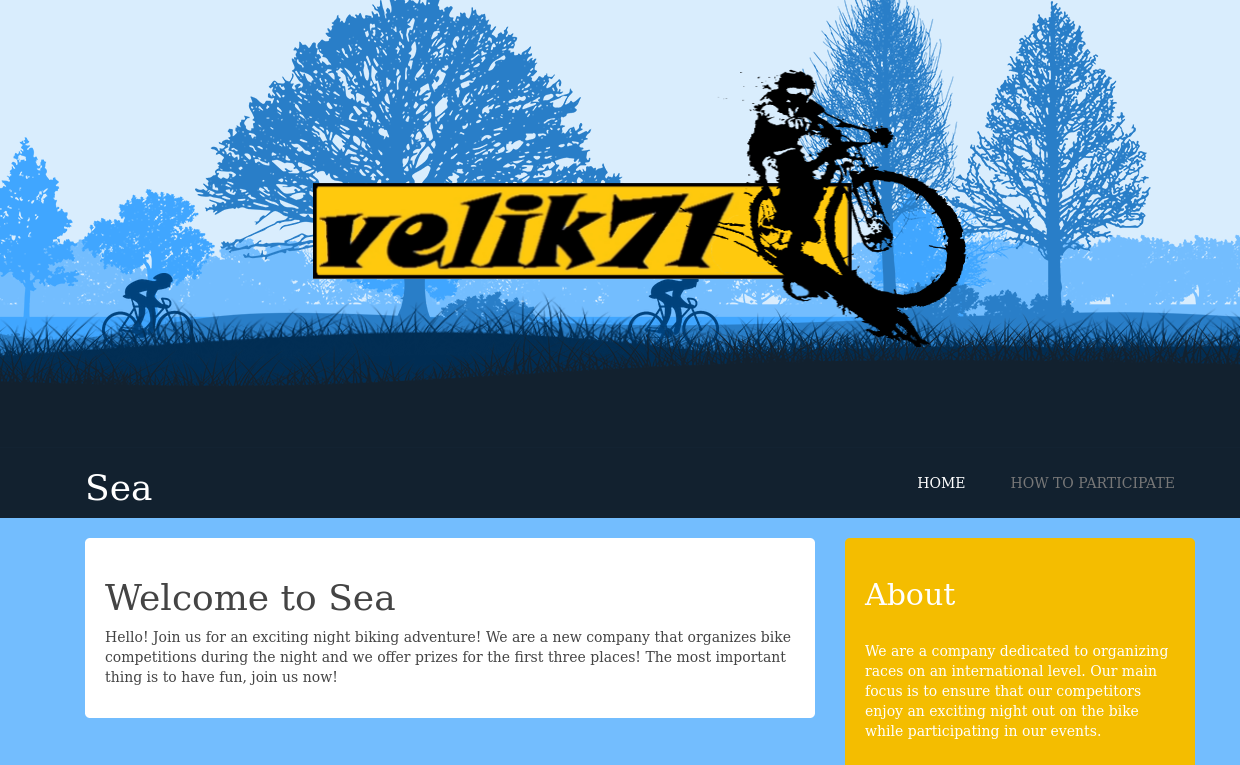 velik71
Sea
HOME
HOW TO PARTICIPATE
Welcome to Sea
Hello! Join us for an exciting night biking adventure! We are a new company that organizes bike
competitions during the night and we offer prizes for the first three places! The most important
thing is to have fun, join us now!
About
We are a company dedicated to organizing
races on an international level. Our main
focus is to ensure that our competitors
enjoy an exciting night out on the bike
while participating in our events.